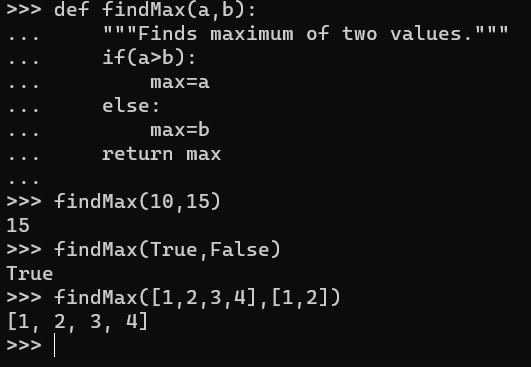 >>> def findMax(a,b):
...     """Finds maximum of two values."""
...     if(a>b):
...         max=a
...     else:
...         max=b
...     return max
...
>>> findMax(10,15)
15
>>> findMax(True,False)
True
>>> findMax([1,2,3,4],[1,2])
[1, 2, 3, 4]
>>>